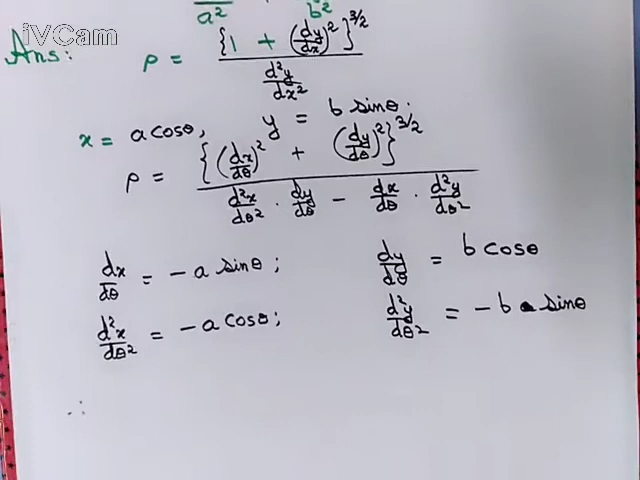 iVCam
a² b²
Ans: ρ = {1 + (dy/dx)²}^3/2 / d²y/dx²
x = a cosθ, y = b sinθ.
ρ = {(dx/dθ)² + (dy/dθ)²}^3/2 / d²x/dθ² · dy/dθ − dx/dθ · d²y/dθ²
dx/dθ = − a sinθ ; dy/dθ = b cosθ
d²x/dθ² = − a cosθ ; d²y/dθ² = − b sinθ
∴